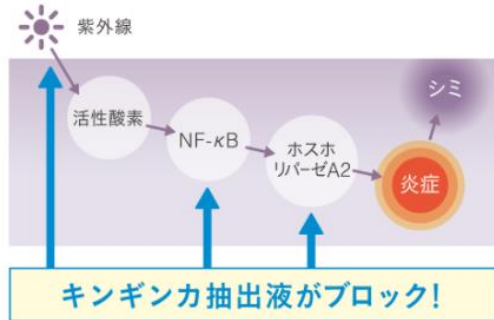 紫外線
活性酸素
NF-κB
ホスホ
リパーゼA2
シミ
炎症
キンギンカ抽出液がブロック!